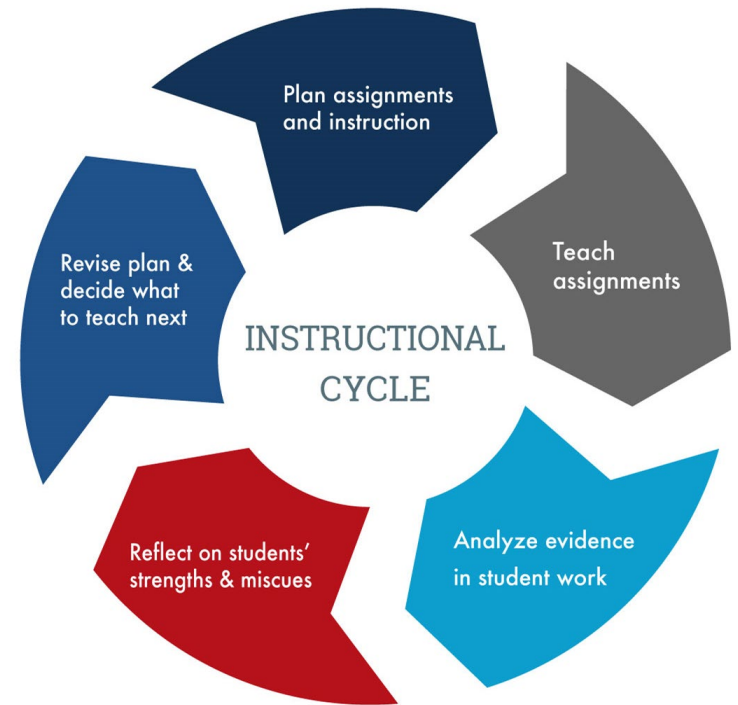 Plan assignments
and instruction
Teach
assignments
Analyze evidence
in student work
Reflect on students’
strengths & miscues
Revise plan &
decide what
to teach next
INSTRUCTIONAL
CYCLE